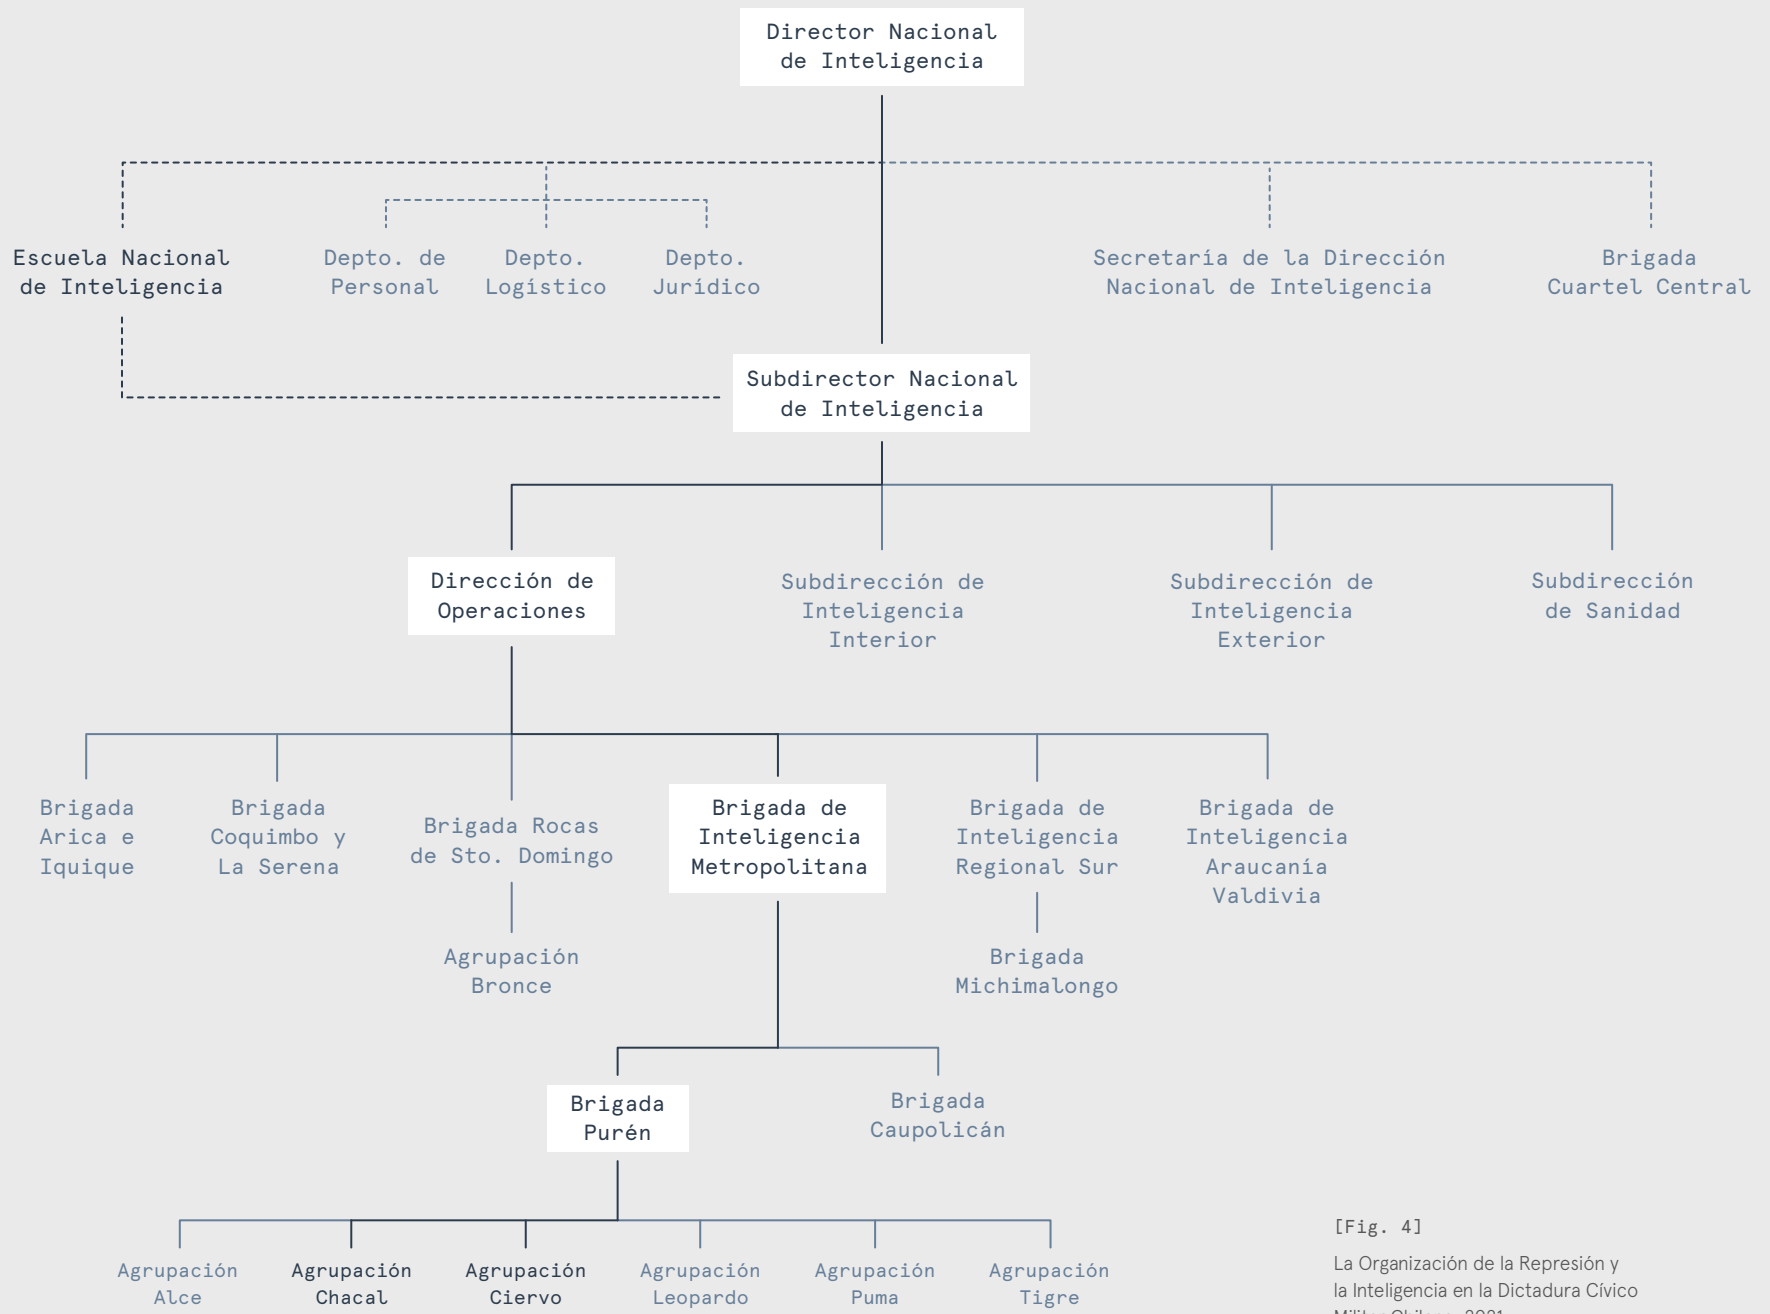 Director Nacional
de Inteligencia
Escuela Nacional
de Inteligencia
Depto. de
Personal
Depto.
Logístico
Depto.
Jurídico
Secretaría de la Dirección
Nacional de Inteligencia
Brigada
Cuartel Central
Subdirector Nacional
de Inteligencia
Dirección de
Operaciones
Subdirección de
Inteligencia
Interior
Subdirección de
Inteligencia
Exterior
Subdirección
de Sanidad
Brigada
Arica e
Iquique
Brigada
Coquimbo y
La Serena
Brigada Rocas
de Sto. Domingo
Brigada de
Inteligencia
Metropolitana
Brigada de
Inteligencia
Regional Sur
Brigada de
Inteligencia
Araucanía
Valdivia
Agrupación
Bronce
Brigada
Michimalongo
Brigada
Purén
Brigada
Caupolicán
Agrupación
Alce
Agrupación
Chacal
Agrupación
Ciervo
Agrupación
Leopardo
Agrupación
Puma
Agrupación
Tigre
[Fig. 4]
La Organización de la Represión y
la Inteligencia en la Dictadura Cívico